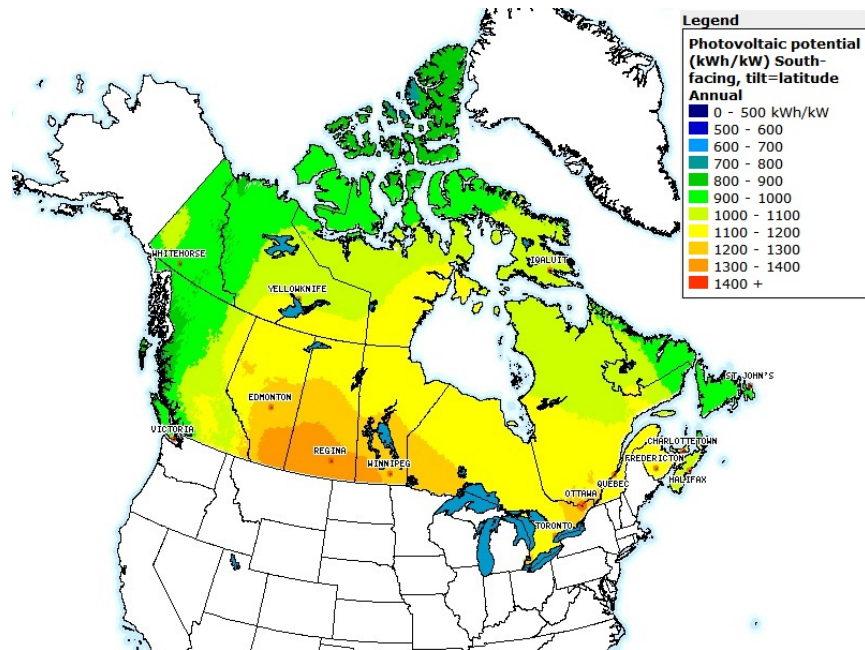 Legend
Photovoltaic potential
(kWh/kW) South-
facing, tilt=latitude
Annual
0 - 500 kWh/kW
500 - 600
600 - 700
700 - 800
800 - 900
900 - 1000
1000 - 1100
1100 - 1200
1200 - 1300
1300 - 1400
1400 +
WHITEHORSE
IQALUIT
YELLOWKNIFE
ST JOHN'S
EDMONTON
VICTORIA
REGINA
WINNIPEG
CHARLOTTETOWN
FREDERICTON
HALIFAX
QUEBEC
OTTAWA
TORONTO